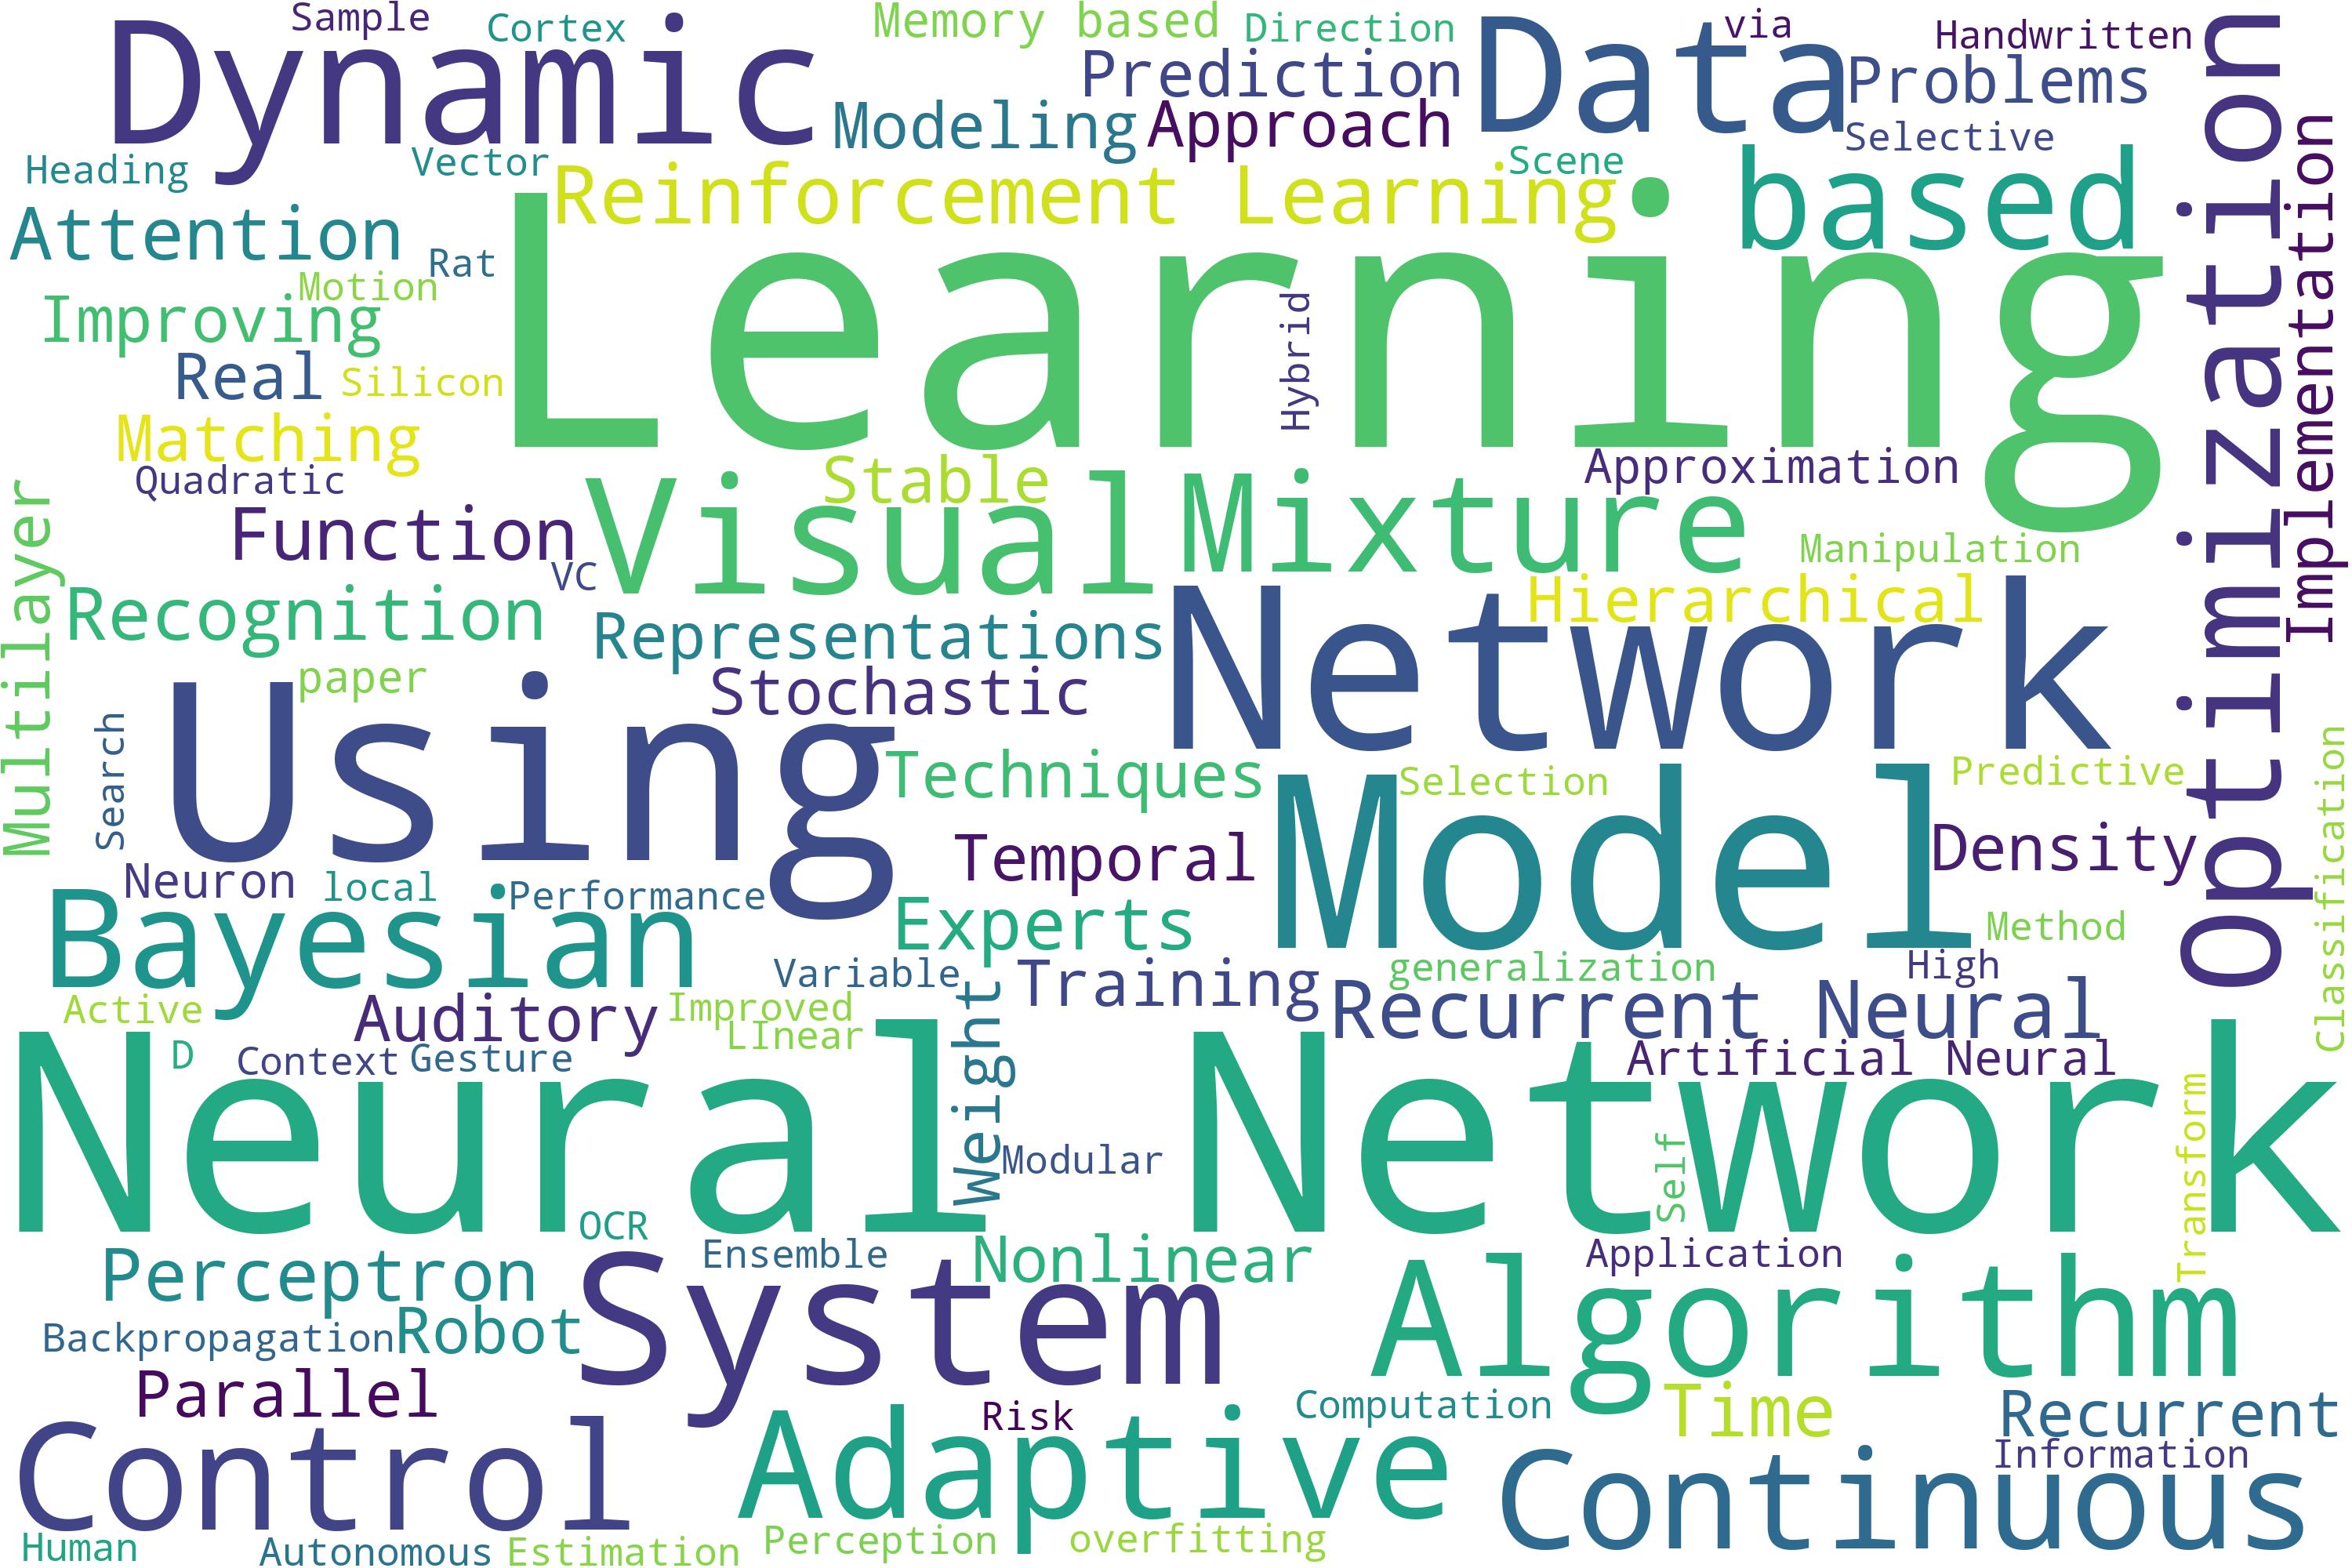 Sample
Cortex
Memory based
Direction
via
Handwritten
Dynamic
Data
Prediction
Problems
Modeling
Approach
Selective
Optimization
Implementation
Heading
Vector
Reinforcement Learning
Scene
based
Attention
Rat
Motion
Learning
Improving
Hybrid
Real
Silicon
Matching
Quadratic
Stable
Approximation
Visual
Mixture
Multilayer
Function
VC
Manipulation
Recognition
Representations
Hierarchical
Network
paper
Stochastic
Using
Search
Techniques
Selection
Predictive
Classification
Model
Temporal
Density
Neuron
local
Performance
Bayesian
Experts
Method
Variable
generalization
High
Training
Active
Auditory
Improved
Weight
Recurrent Neural
LInear
D
Context
Gesture
Artificial Neural
Neural Network
Modular
Self
Transform
OCR
Ensemble
Nonlinear
Application
Perceptron
System
Algorithm
Backpropagation
Robot
Parallel
Risk
Computation
Time
Recurrent
Control
Adaptive
Information
Continuous
Human
Autonomous
Estimation
Perception
overfitting